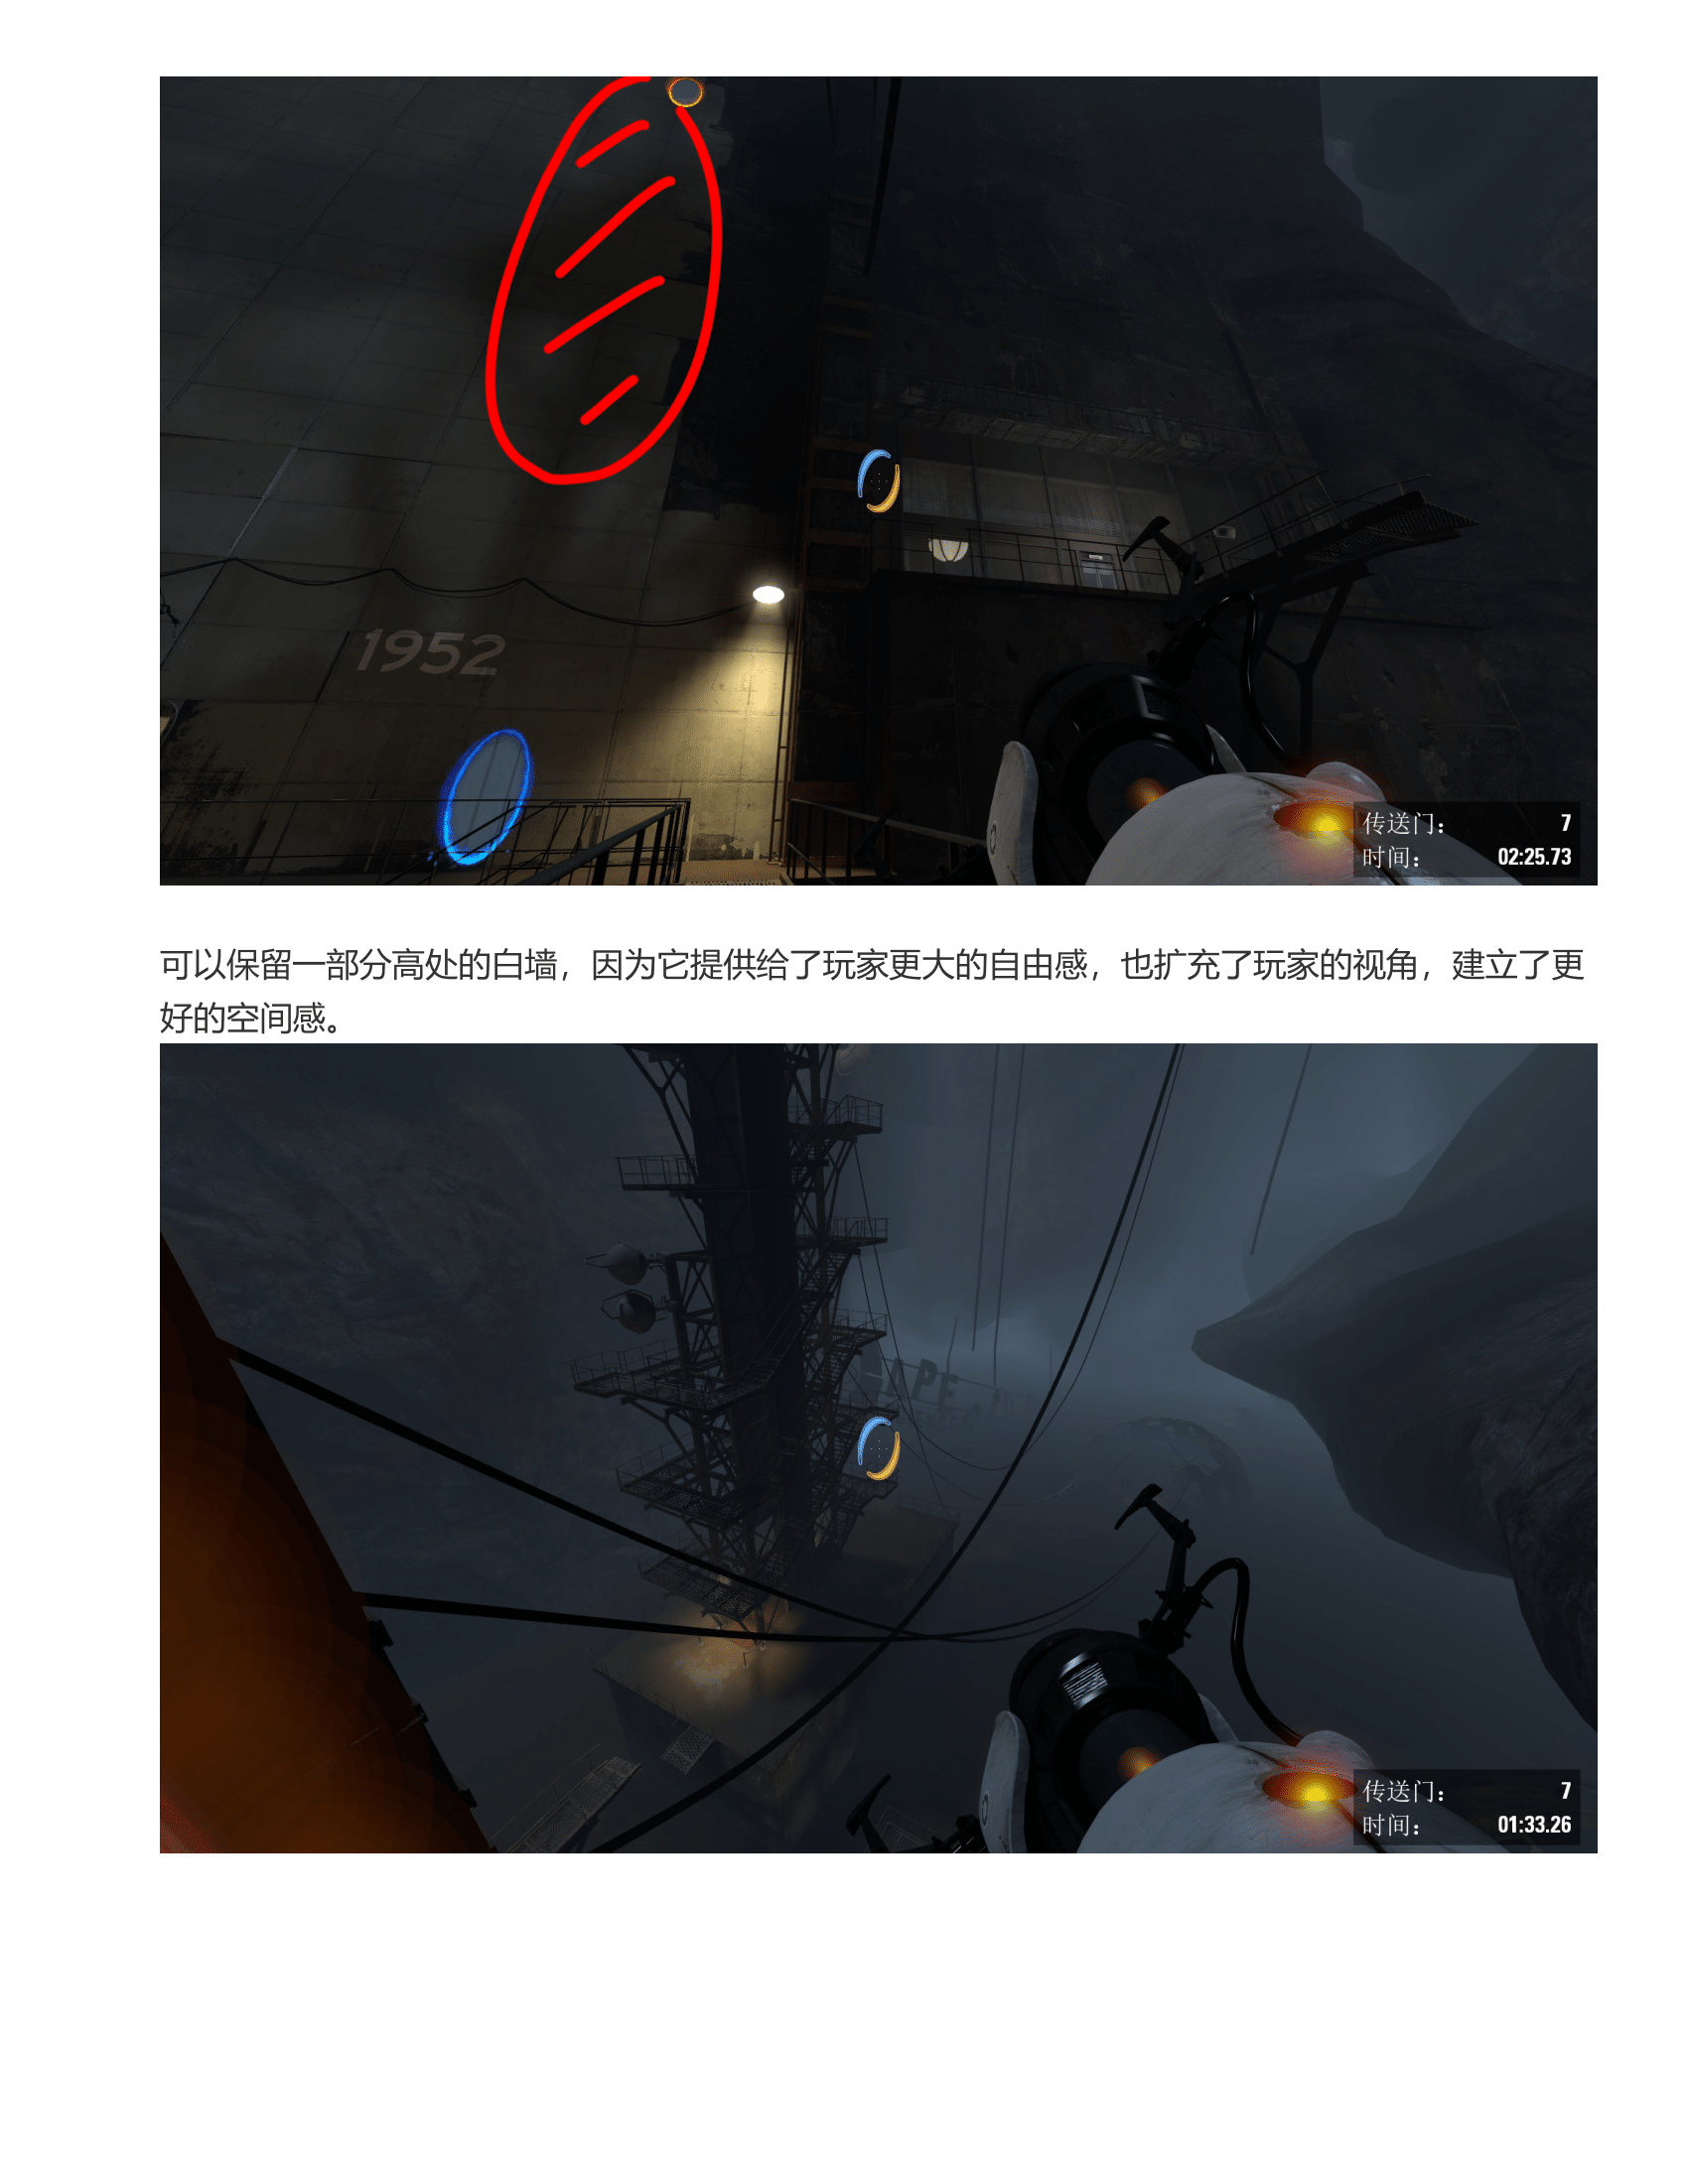 1952
传送门： 7
时间： 02:25.73
可以保留一部分高处的白墙，因为它提供给了玩家更大的自由感，也扩充了玩家的视角，建立了更
好的空间感。
APE
传送门： 7
时间： 01:33.26